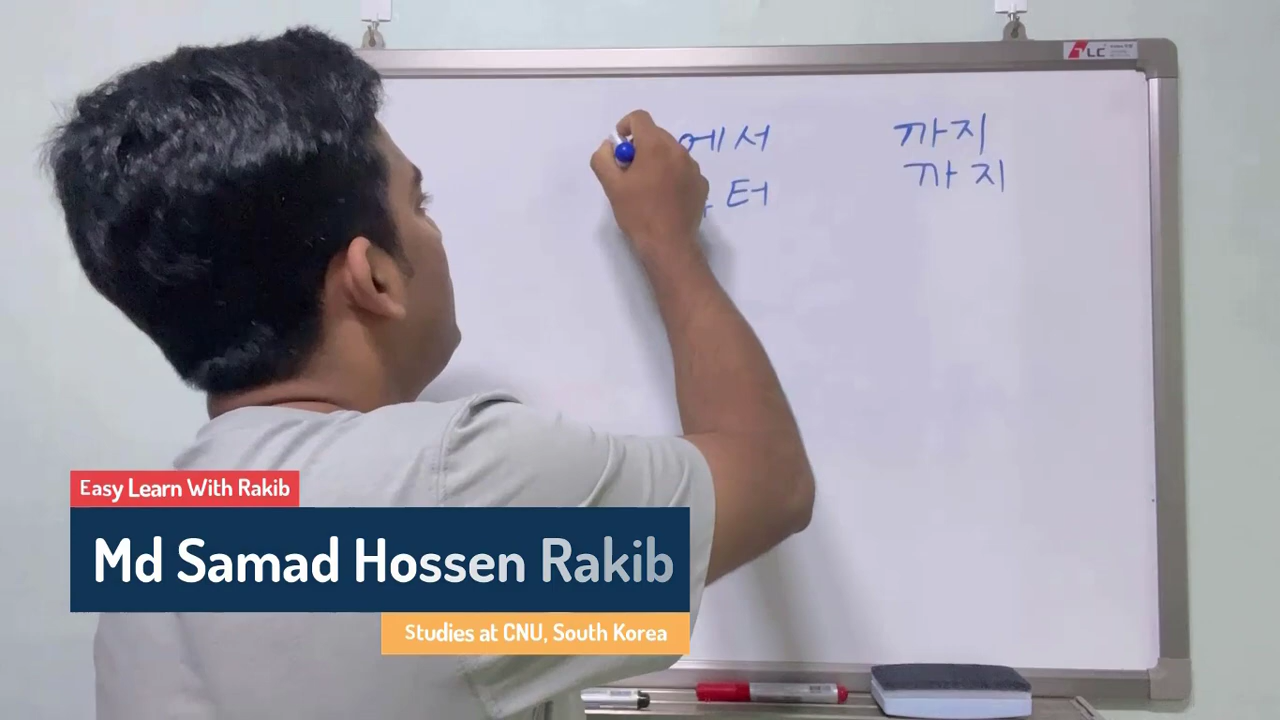 TLC
에서 까지
까지
Easy Learn With Rakib
Md Samad Hossen Rakib
Studies at CNU, South Korea